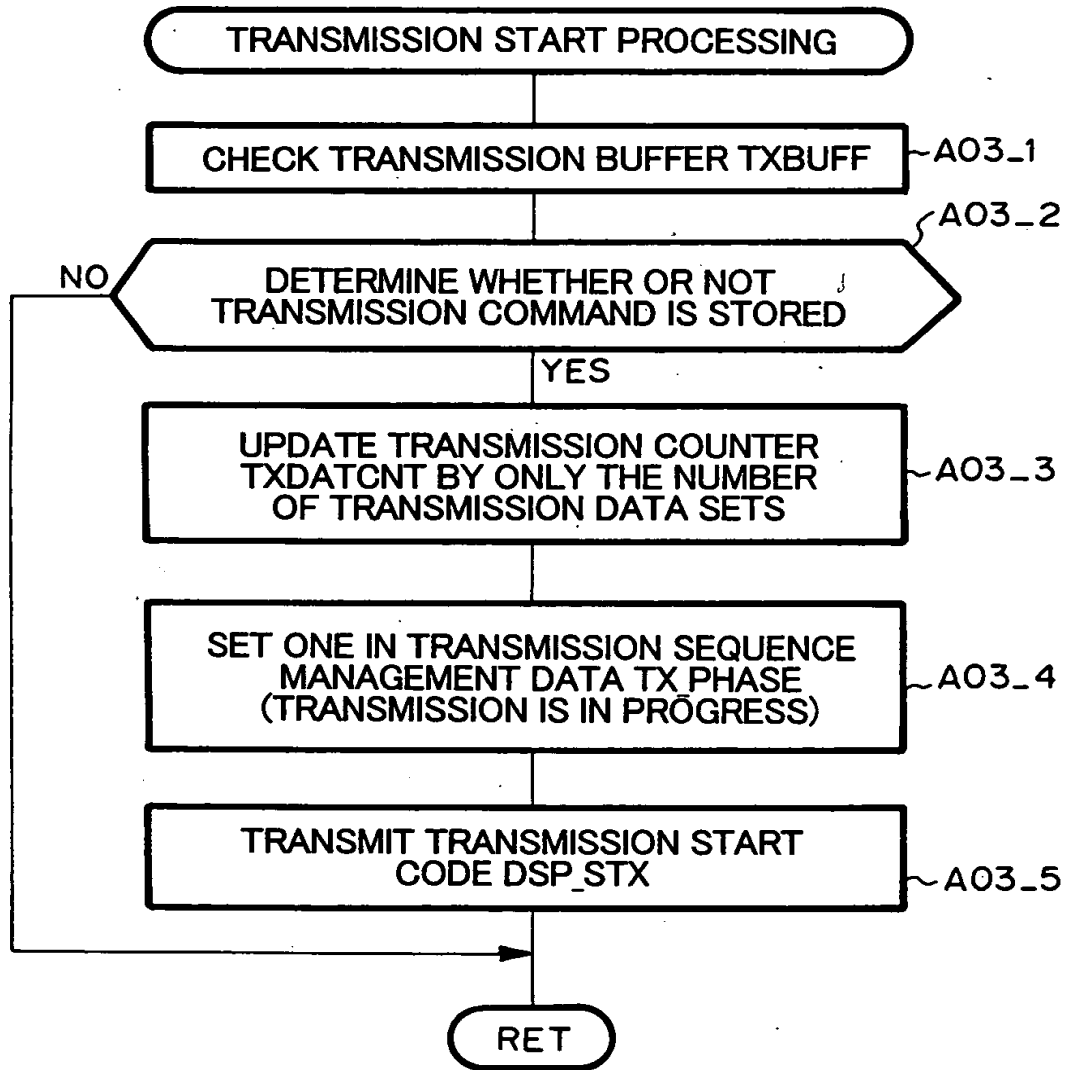 TRANSMISSION START PROCESSING
CHECK TRANSMISSION BUFFER TXBUFF
A03_1
A03_2
NO
DETERMINE WHETHER OR NOT
TRANSMISSION COMMAND IS STORED
YES
UPDATE TRANSMISSION COUNTER
TXDATCNT BY ONLY THE NUMBER
OF TRANSMISSION DATA SETS
A03_3
SET ONE IN TRANSMISSION SEQUENCE
MANAGEMENT DATA TX_PHASE
(TRANSMISSION IS IN PROGRESS)
A03_4
TRANSMIT TRANSMISSION START
CODE DSP_STX
A03_5
RET